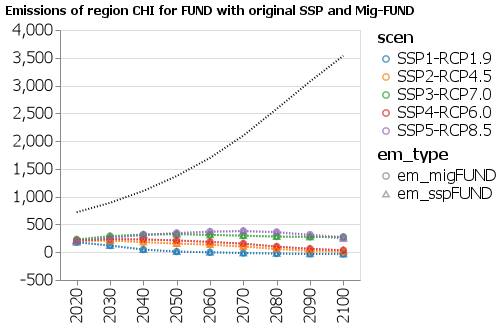 Emissions of region CHI for FUND with original SSP and Mig-FUND
4,000
3,500
3,000
2,500
2,000
1,500
1,000
500
0
-500
2020
2030
2040
2050
2060
2070
2080
2090
2100
scen
SSP1-RCP1.9
SSP2-RCP4.5
SSP3-RCP7.0
SSP4-RCP6.0
SSP5-RCP8.5
em_type
em_migFUND
em_sspFUND